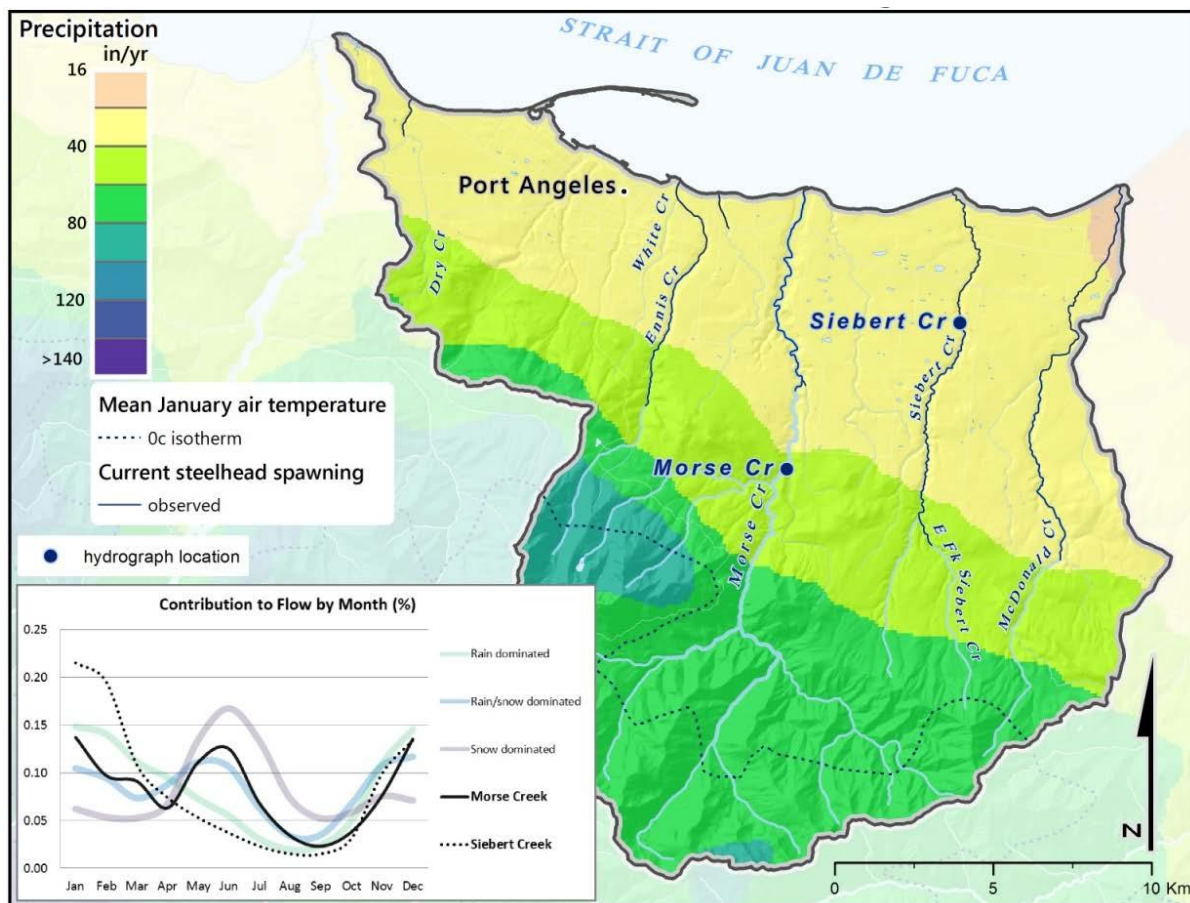 Precipitation
in/yr
16
40
80
120
>140
STRAIT OF JUAN DE FUCA
Port Angeles
Dry Cr
White Cr
Ennis Cr
Siebert Cr
Siebert Cr
Morse Cr
Morse Cr
E Fk Siebert Cr
McDonald Cr
Mean January air temperature
0c isotherm
Current steelhead spawning
observed
hydrograph location
Contribution to Flow by Month (%)
0.25
0.20
0.15
0.10
0.05
0.00
Jan Feb Mar Apr May Jun Jul Aug Sep Oct Nov Dec
Rain dominated
Rain/snow dominated
Snow dominated
Morse Creek
Siebert Creek
N
0 5 10 Km